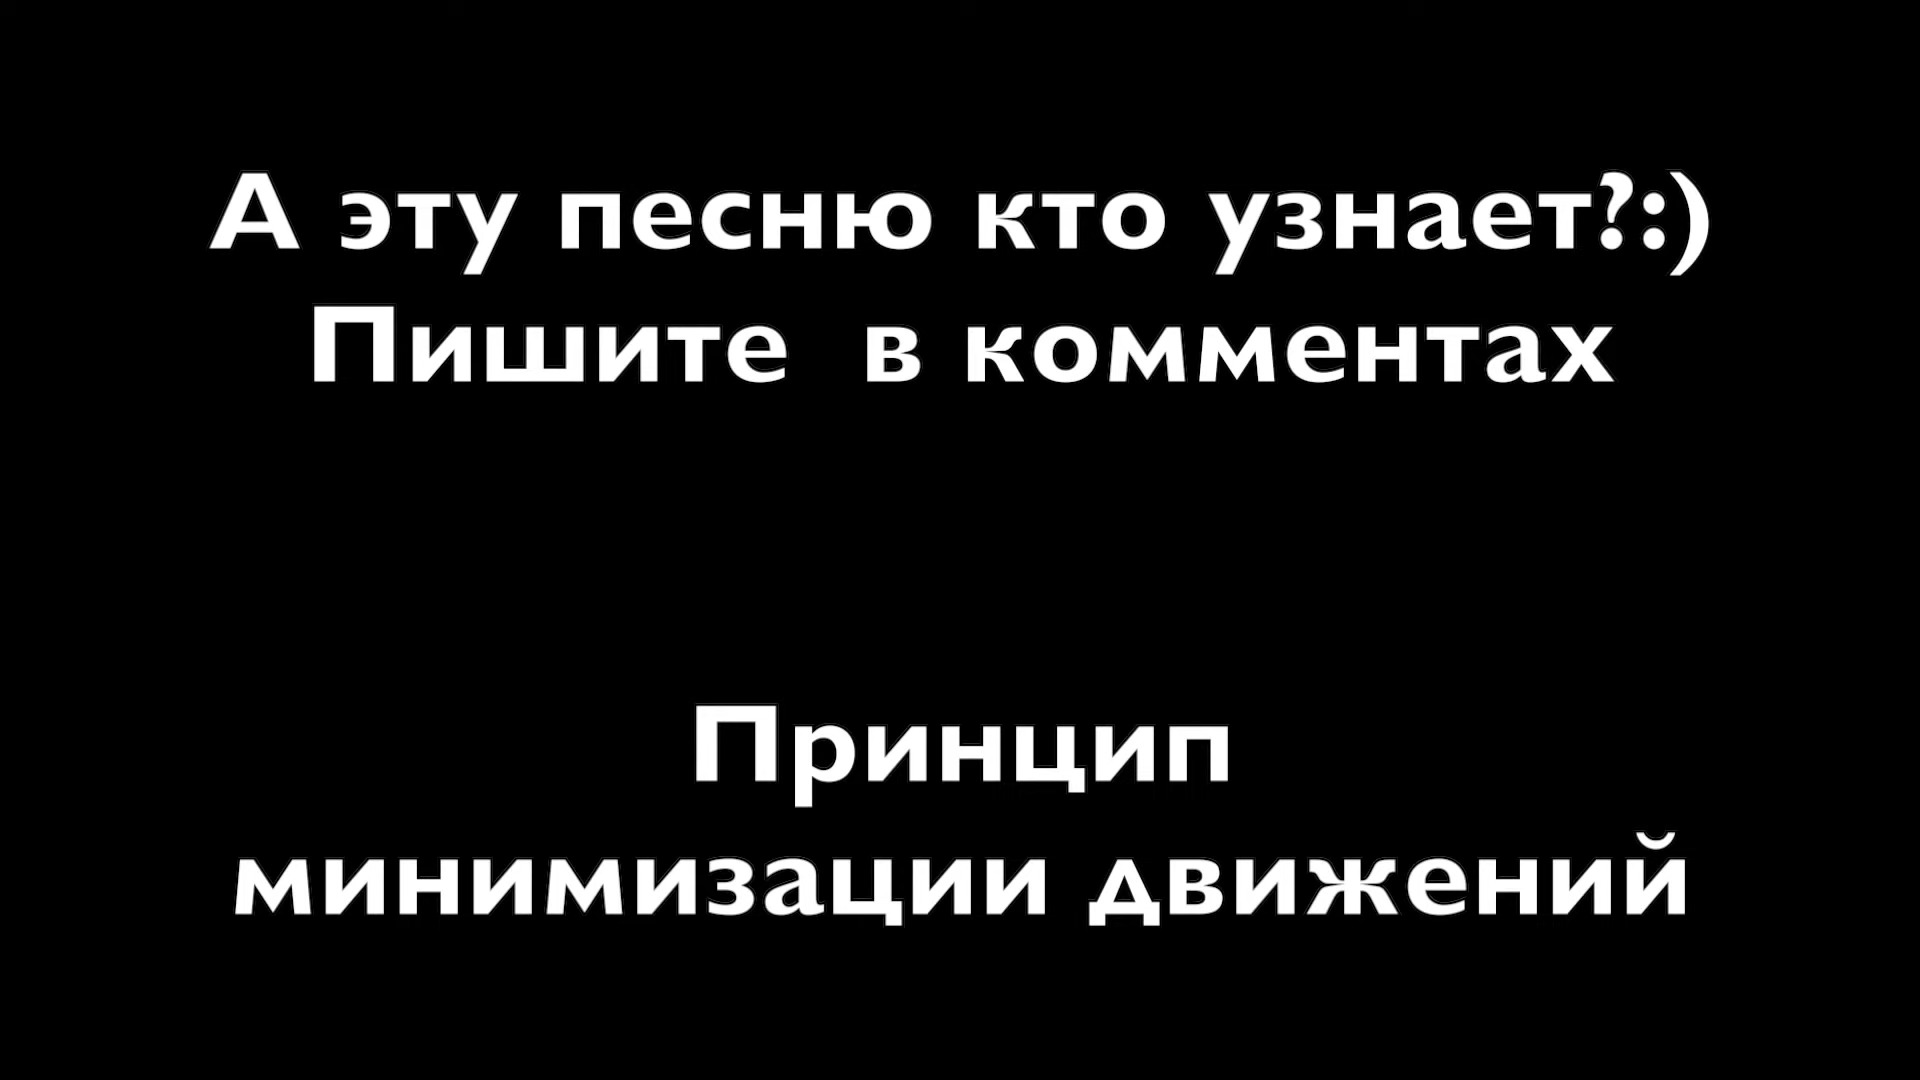 А эту песню кто узнает?:)
Пишите  в комментах
Принцип
минимизации движений